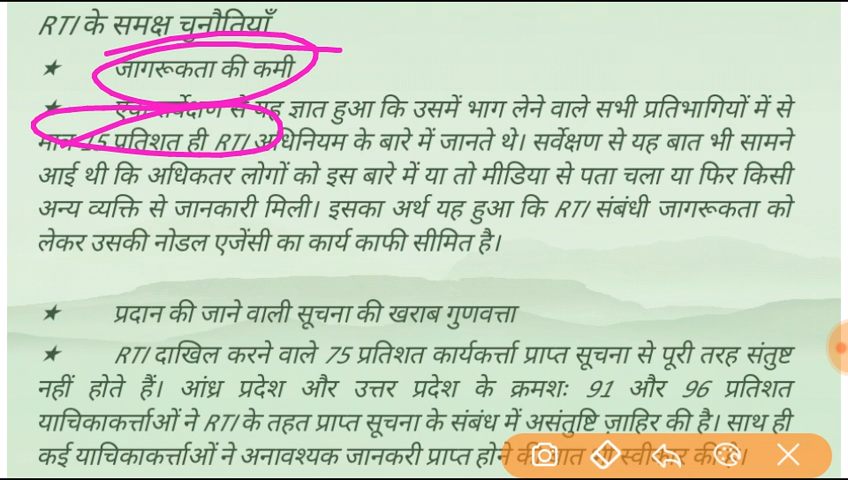 RTI के समक्ष चुनौतियाँ
★ जागरूकता की कमी
★ एक सर्वेक्षण से यह ज्ञात हुआ कि उसमें भाग लेने वाले सभी प्रतिभागियों में से
मात्र 15 प्रतिशत ही RTI अधिनियम के बारे में जानते थे। सर्वेक्षण से यह बात भी सामने
आई थी कि अधिकतर लोगों को इस बारे में या तो मीडिया से पता चला या फिर किसी
अन्य व्यक्ति से जानकारी मिली। इसका अर्थ यह हुआ कि RTI संबंधी जागरूकता को
लेकर उसकी नोडल एजेंसी का कार्य काफी सीमित है।
★ प्रदान की जाने वाली सूचना की खराब गुणवत्ता
★ RTI दाखिल करने वाले 75 प्रतिशत कार्यकर्त्ता प्राप्त सूचना से पूरी तरह संतुष्ट
नहीं होते हैं। आंध्र प्रदेश और उत्तर प्रदेश के क्रमशः 91 और 96 प्रतिशत
याचिकाकर्त्ताओं ने RTI के तहत प्राप्त सूचना के संबंध में असंतुष्टि ज़ाहिर की है। साथ ही
कई याचिकाकर्त्ताओं ने अनावश्यक जानकरी प्राप्त होने की बात भी स्वीकार की है।